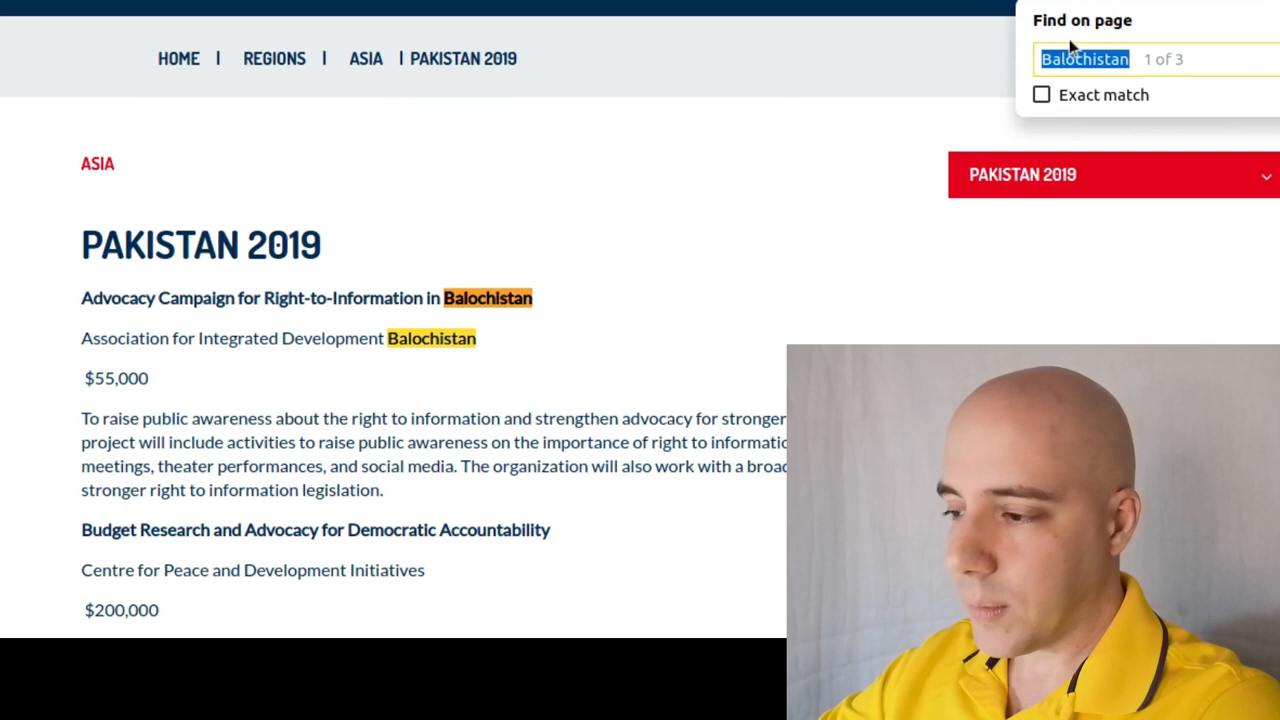 Find on page
Balochistan 1 of 3
Exact match
HOME | REGIONS | ASIA | PAKISTAN 2019
ASIA
PAKISTAN 2019
PAKISTAN 2019
Advocacy Campaign for Right-to-Information in Balochistan
Association for Integrated Development Balochistan
$55,000
To raise public awareness about the right to information and strengthen advocacy for stronger
project will include activities to raise public awareness on the importance of right to
meetings, theater performances, and social media. The organization will also work with a
stronger right to information legislation.
Budget Research and Advocacy for Democratic Accountability
Centre for Peace and Development Initiatives
$200,000